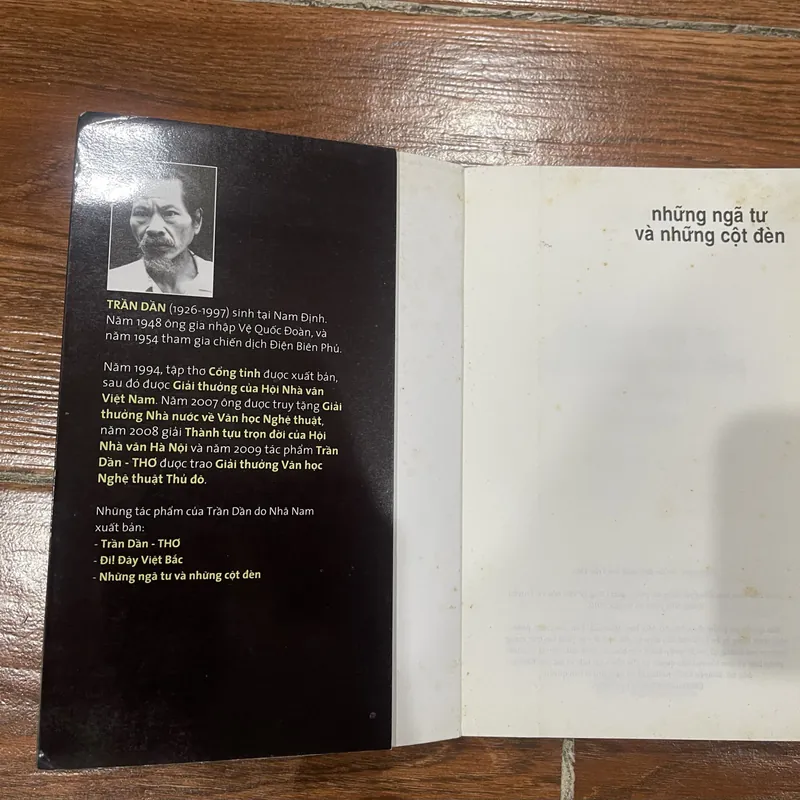 TRẦN DẦN (1926-1997) sinh tại Nam Định.
Năm 1948 ông gia nhập Vệ Quốc Đoàn, và
năm 1954 tham gia chiến dịch Điện Biên Phủ.
Năm 1994, tập thơ Cổng tỉnh được xuất bản,
sau đó được Giải thưởng của Hội Nhà văn
Việt Nam. Năm 2007 ông được truy tặng Giải
thưởng Nhà nước về Văn học Nghệ thuật,
năm 2008 giải Thành tựu trọn đời của Hội
Nhà văn Hà Nội và năm 2009 tác phẩm Trần
Dần - THƠ được trao Giải thưởng Văn học
Nghệ thuật Thủ đô.
Những tác phẩm của Trần Dần do Nhã Nam
xuất bản:
- Trần Dần - THƠ
- Đi! Đây Việt Bắc
- Những ngã tư và những cột đèn
những ngã tư
và những cột đèn